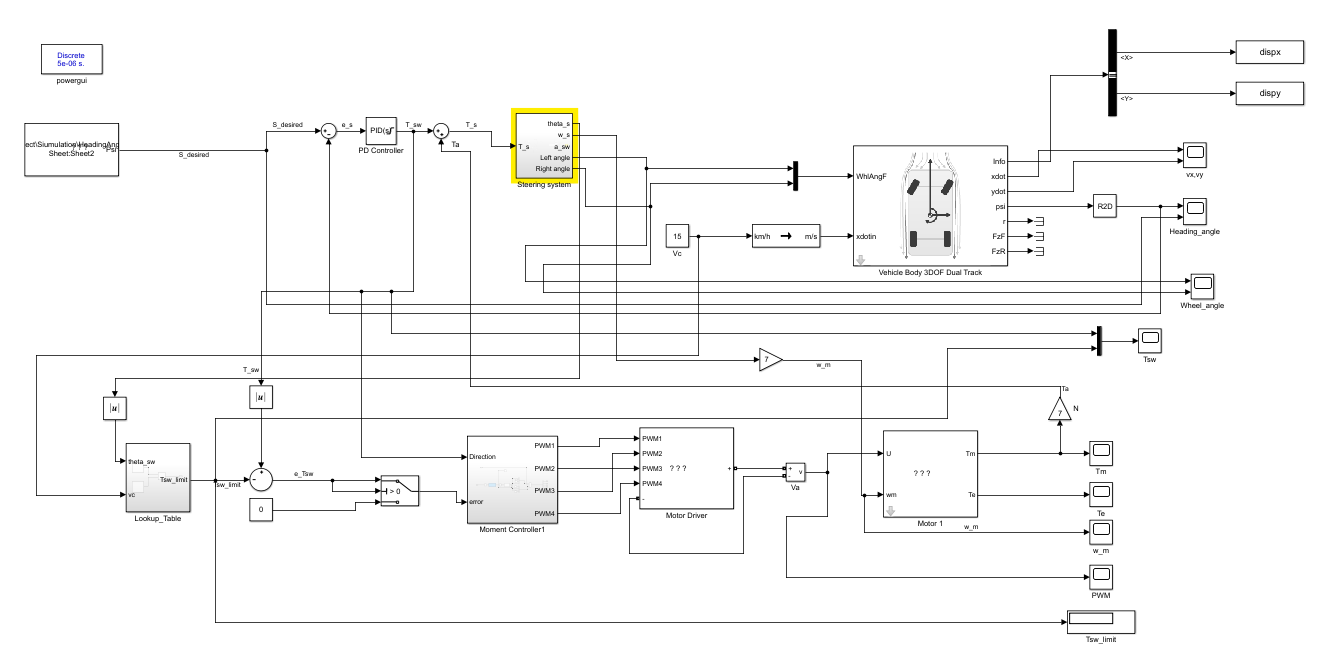 Discrete
5e-06 s.
powergui
Sheet:Sheet2
S_desired
S_desired
e_s
PID(s)
PD Controller
T_sw
Ta
T_s
T_s
theta_s
w_s
a_sw
Left angle
Right angle
Steering system
15
Vc
km/h
m/s
WhlAngF
xdotin
Info
xdot
ydot
psi
r
FzF
FzR
Vehicle Body 3DOF Dual Track
<X>
<Y>
dispx
dispy
vx,vy
R2D
Heading_angle
Wheel_angle
Tsw
7
w_m
T_sw
|u|
|u|
theta_sw
vc
Tsw_limit
Lookup_Table
sw_limit
e_Tsw
0
> 0
Direction
error
PWM1
PWM2
PWM3
PWM4
Moment Controller1
PWM1
PWM2
PWM3
PWM4
-
? ? ?
+
Motor Driver
+
-
v
Va
U
wm
? ? ?
Tm
Te
Motor 1
Ta
7
N
Tm
Te
w_m
w_m
PWM
Tsw_limit